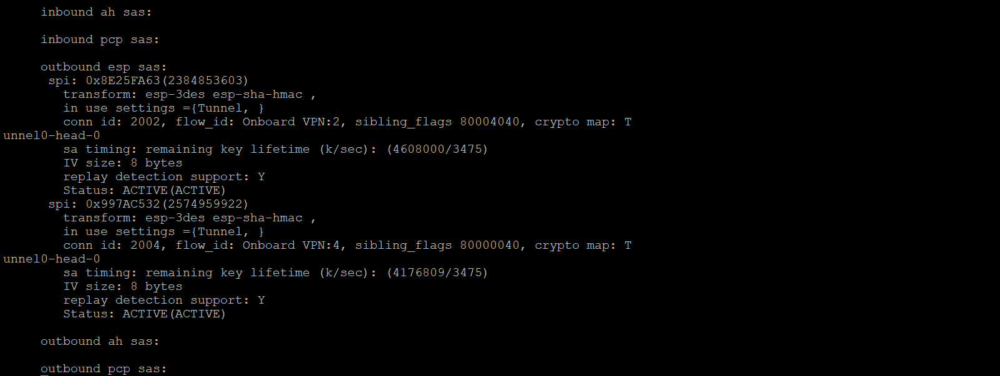 inbound ah sas:
inbound pcp sas:
outbound esp sas:
spi: 0x8E25FA63(2384853603)
transform: esp-3des esp-sha-hmac ,
in use settings ={Tunnel, }
conn id: 2002, flow_id: Onboard VPN:2, sibling_flags 80004040, crypto map: T
unnel0-head-0
sa timing: remaining key lifetime (k/sec): (4608000/3475)
IV size: 8 bytes
replay detection support: Y
Status: ACTIVE(ACTIVE)
spi: 0x997AC532(2574959922)
transform: esp-3des esp-sha-hmac ,
in use settings ={Tunnel, }
conn id: 2004, flow_id: Onboard VPN:4, sibling_flags 80000040, crypto map: T
unnel0-head-0
sa timing: remaining key lifetime (k/sec): (4176809/3475)
IV size: 8 bytes
replay detection support: Y
Status: ACTIVE(ACTIVE)
outbound ah sas:
outbound pcp sas: